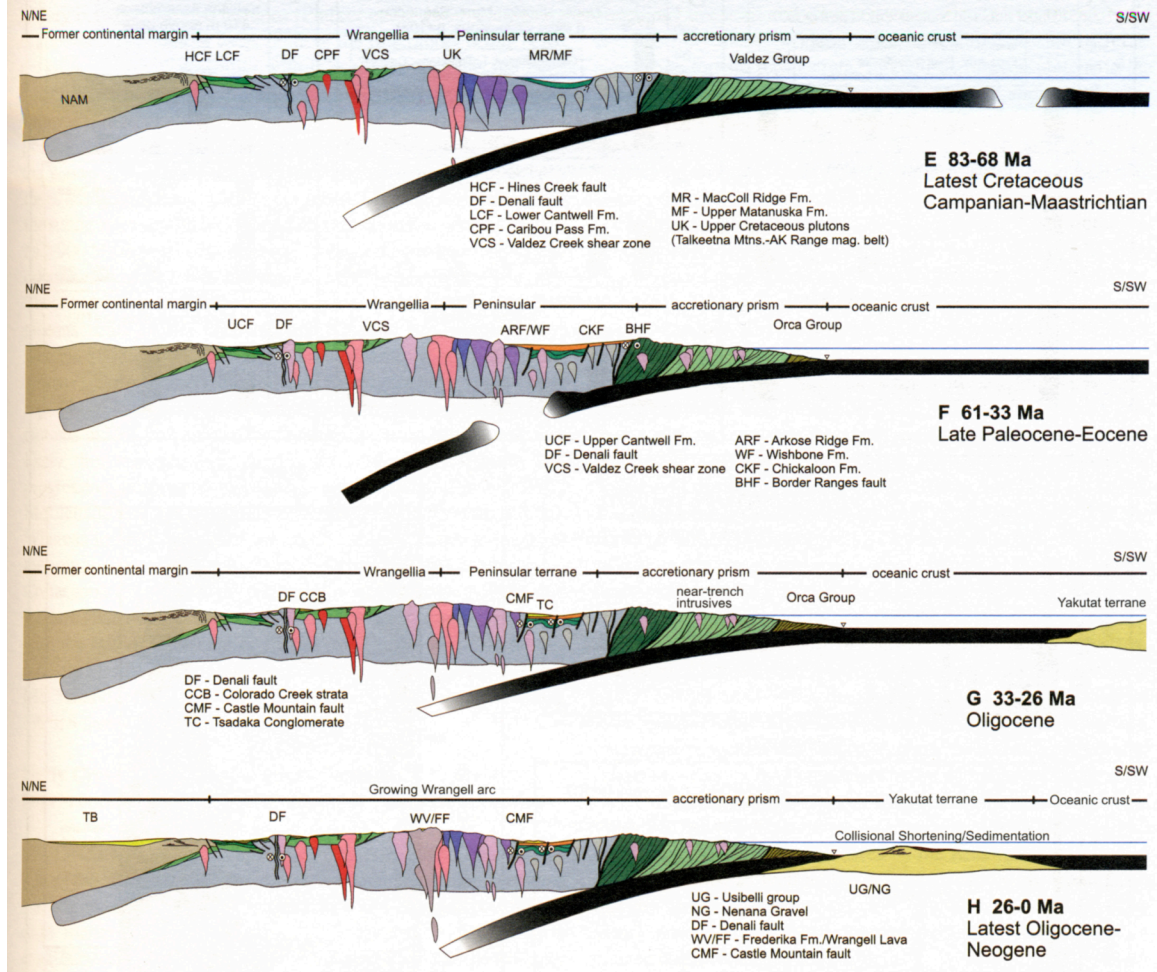 N/NE
S/SW
Former continental margin
Wrangellia
Peninsular terrane
accretionary prism
oceanic crust
HCF LCF
DF
CPF
VCS
UK
MR/MF
Valdez Group
NAM
E 83-68 Ma
Latest Cretaceous
Campanian-Maastrichtian
HCF - Hines Creek fault
DF - Denali fault
LCF - Lower Cantwell Fm.
CPF - Caribou Pass Fm.
VCS - Valdez Creek shear zone
MR - MacColl Ridge Fm.
MF - Upper Matanuska Fm.
UK - Upper Cretaceous plutons
(Talkeetna Mtns.-AK Range mag. belt)
N/NE
S/SW
Former continental margin
Wrangellia
Peninsular
accretionary prism
oceanic crust
UCF
DF
VCS
ARF/WF
CKF
BHF
Orca Group
F 61-33 Ma
Late Paleocene-Eocene
UCF - Upper Cantwell Fm.
DF - Denali fault
VCS - Valdez Creek shear zone
ARF - Arkose Ridge Fm.
WF - Wishbone Fm.
CKF - Chickaloon Fm.
BHF - Border Ranges fault
N/NE
S/SW
Former continental margin
Wrangellia
Peninsular terrane
accretionary prism
oceanic crust
DF CCB
CMF
TC
near-trench
intrusives
Orca Group
Yakutat terrane
DF - Denali fault
CCB - Colorado Creek strata
CMF - Castle Mountain fault
TC - Tsadaka Conglomerate
G 33-26 Ma
Oligocene
N/NE
S/SW
Growing Wrangell arc
accretionary prism
Yakutat terrane
Oceanic crust
TB
DF
WV/FF
CMF
Collisional Shortening/Sedimentation
UG/NG
UG - Usibelli group
NG - Nenana Gravel
DF - Denali fault
WV/FF - Frederika Fm./Wrangell Lava
CMF - Castle Mountain fault
H 26-0 Ma
Latest Oligocene-
Neogene